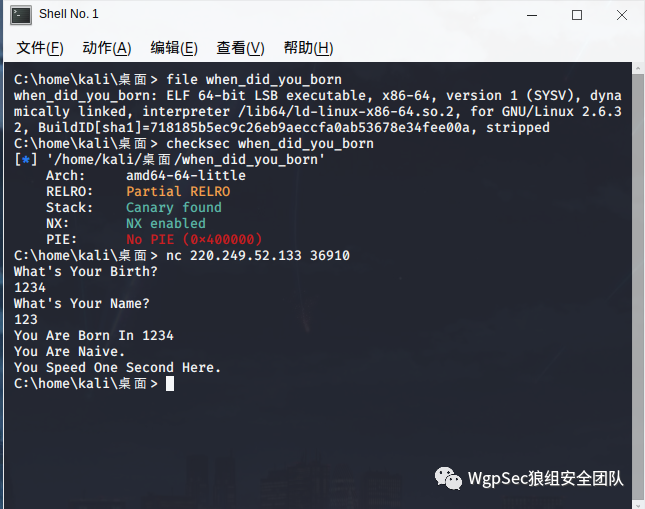 Shell No. 1
文件(F) 动作(A) 编辑(E) 查看(V) 帮助(H)
C:\home\kali\桌面> file when_did_you_born
when_did_you_born: ELF 64-bit LSB executable, x86-64, version 1 (SYSV), dyna
mically linked, interpreter /lib64/ld-linux-x86-64.so.2, for GNU/Linux 2.6.3
2, BuildID[sha1]=718185b5ec9c26eb9aeccfa0ab53678e34fee00a, stripped
C:\home\kali\桌面> checksec when_did_you_born
[*] '/home/kali/桌面/when_did_you_born'
Arch: amd64-64-little
RELRO: Partial RELRO
Stack: Canary found
NX: NX enabled
PIE: No PIE (0×400000)
C:\home\kali\桌面> nc 220.249.52.133 36910
What's Your Birth?
1234
What's Your Name?
123
You Are Born In 1234
You Are Naive.
You Speed One Second Here.
C:\home\kali\桌面>
WgpSec狼组安全团队